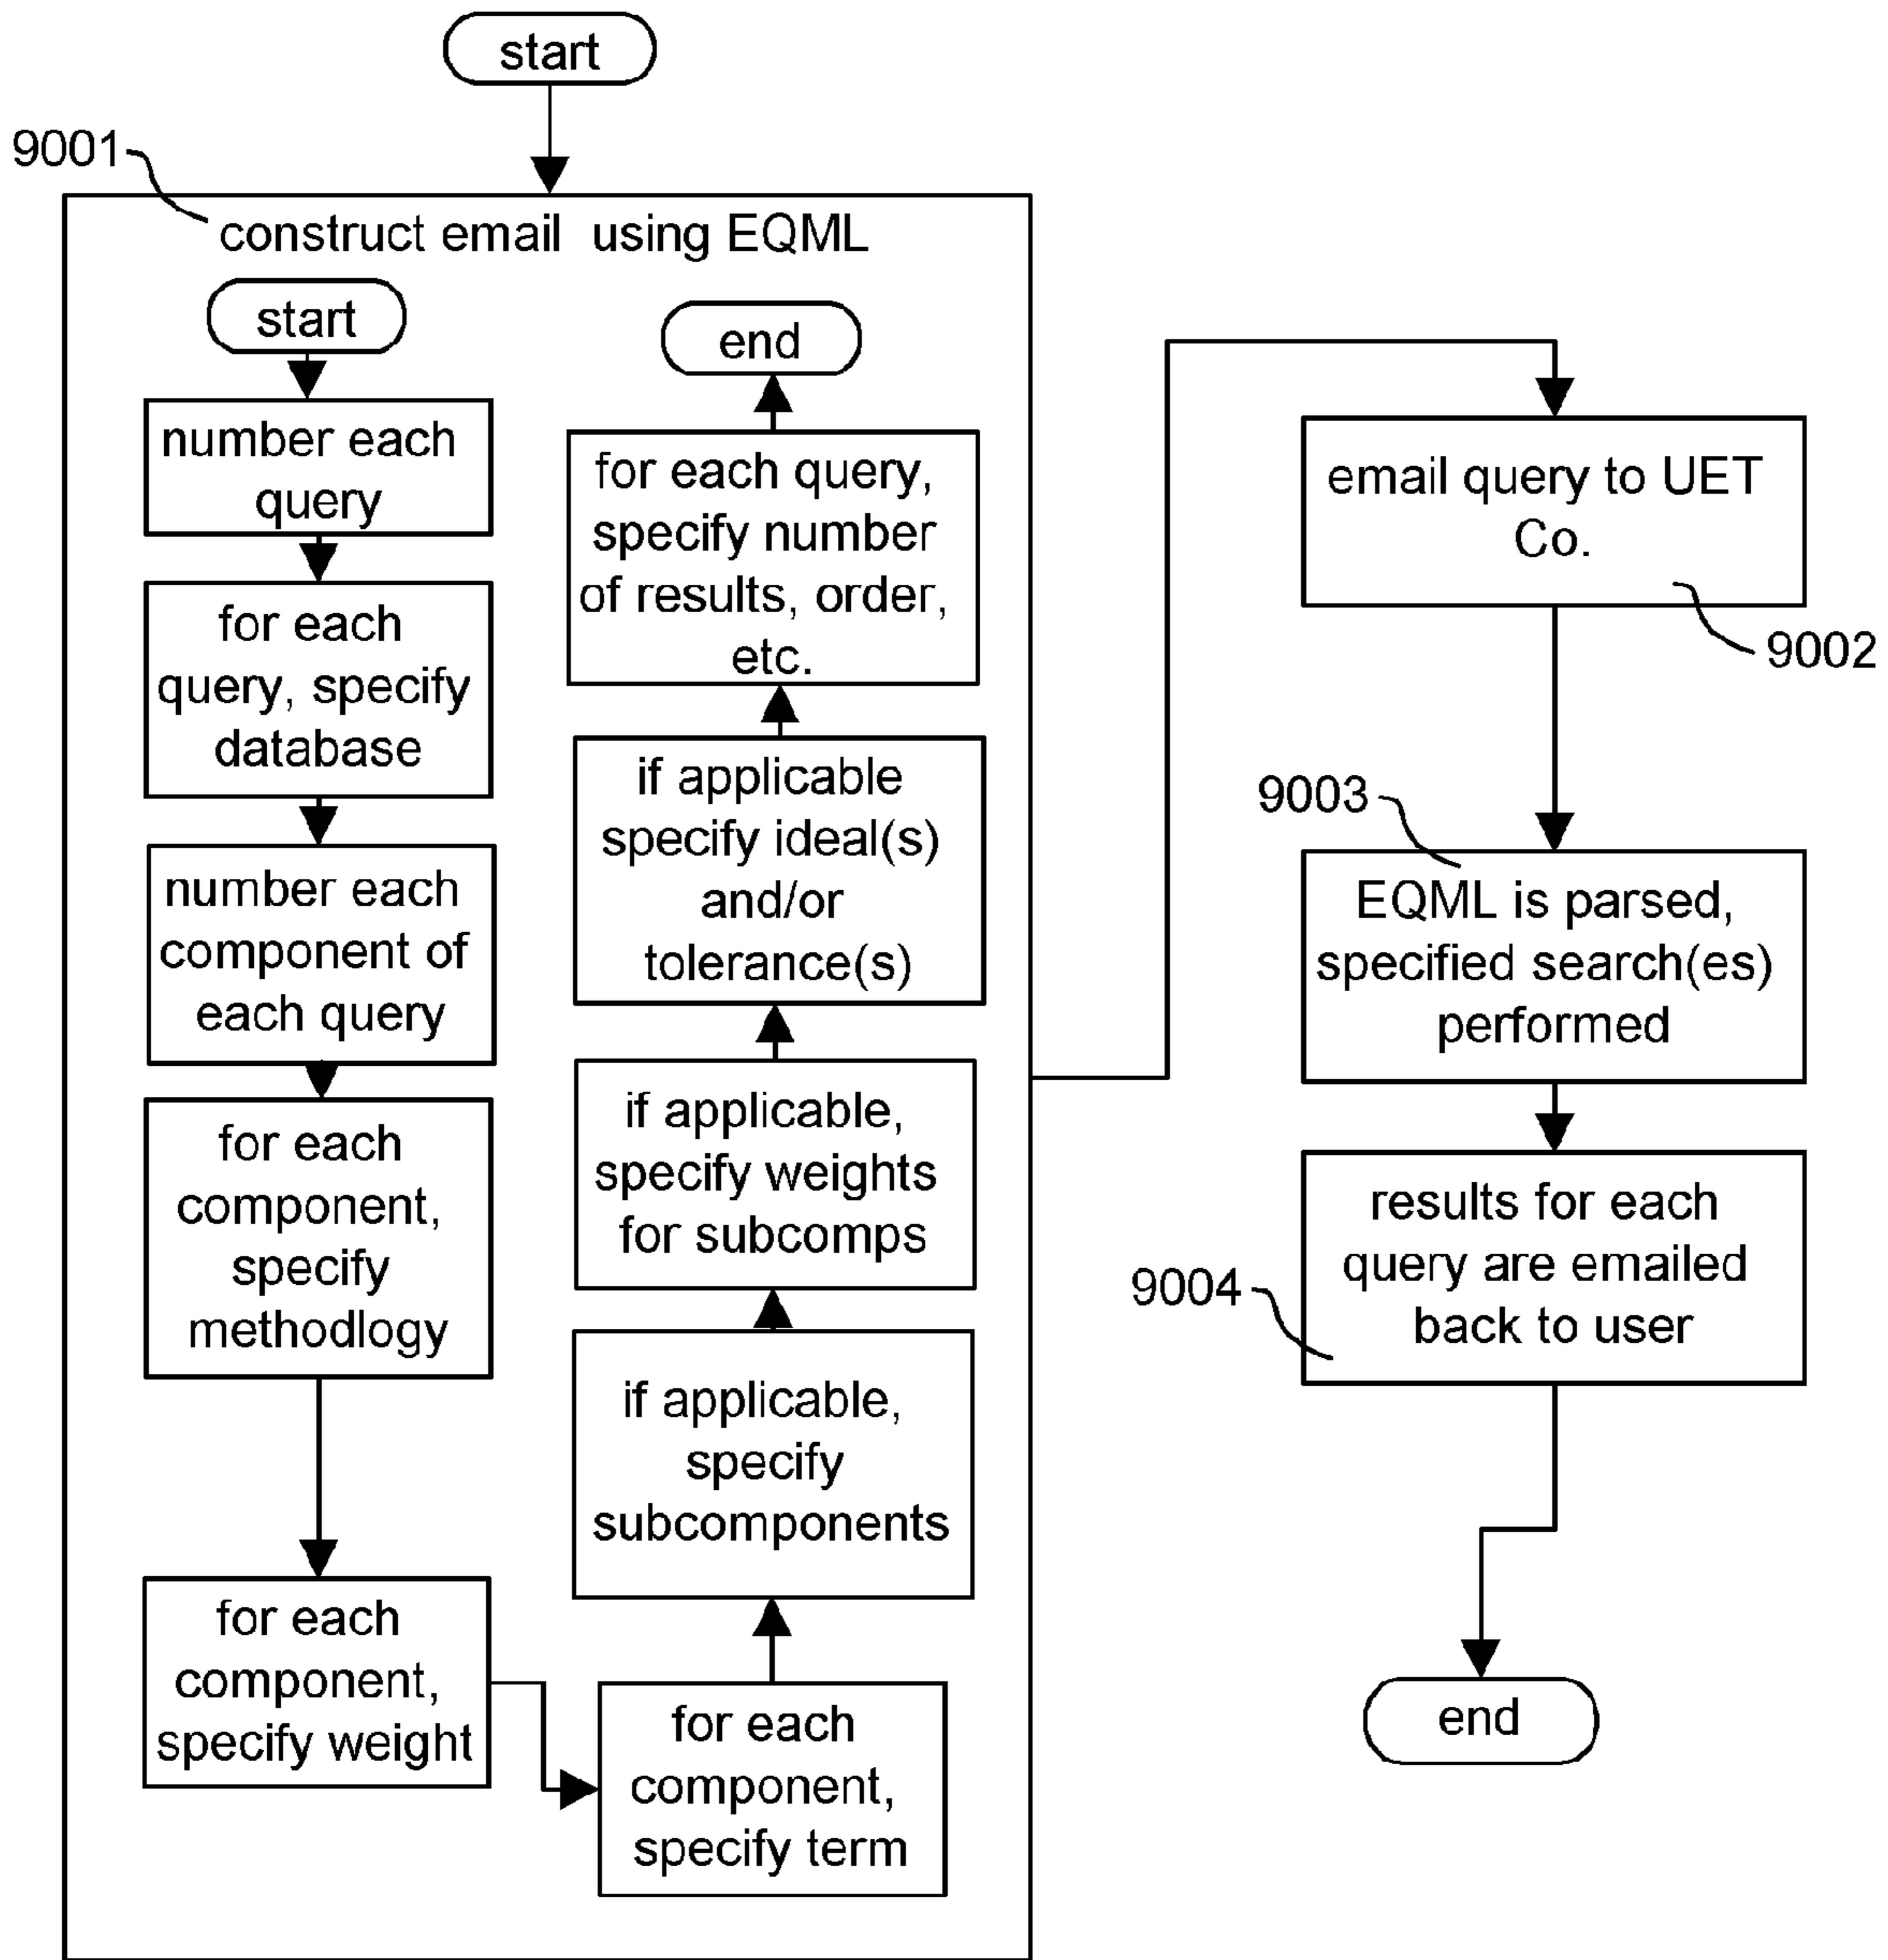 start
9001
construct email using EQML
start
number each
query
for each
query, specify
database
number each
component of
each query
for each
component,
specify
methodlogy
for each
component,
specify weight
for each
component,
specify term
if applicable,
specify
subcomponents
if applicable,
specify weights
for subcomps
if applicable
specify ideal(s)
and/or
tolerance(s)
for each query,
specify number
of results, order,
etc.
end
email query to UET
Co.
9002
9003
EQML is parsed,
specified search(es)
performed
9004
results for each
query are emailed
back to user
end